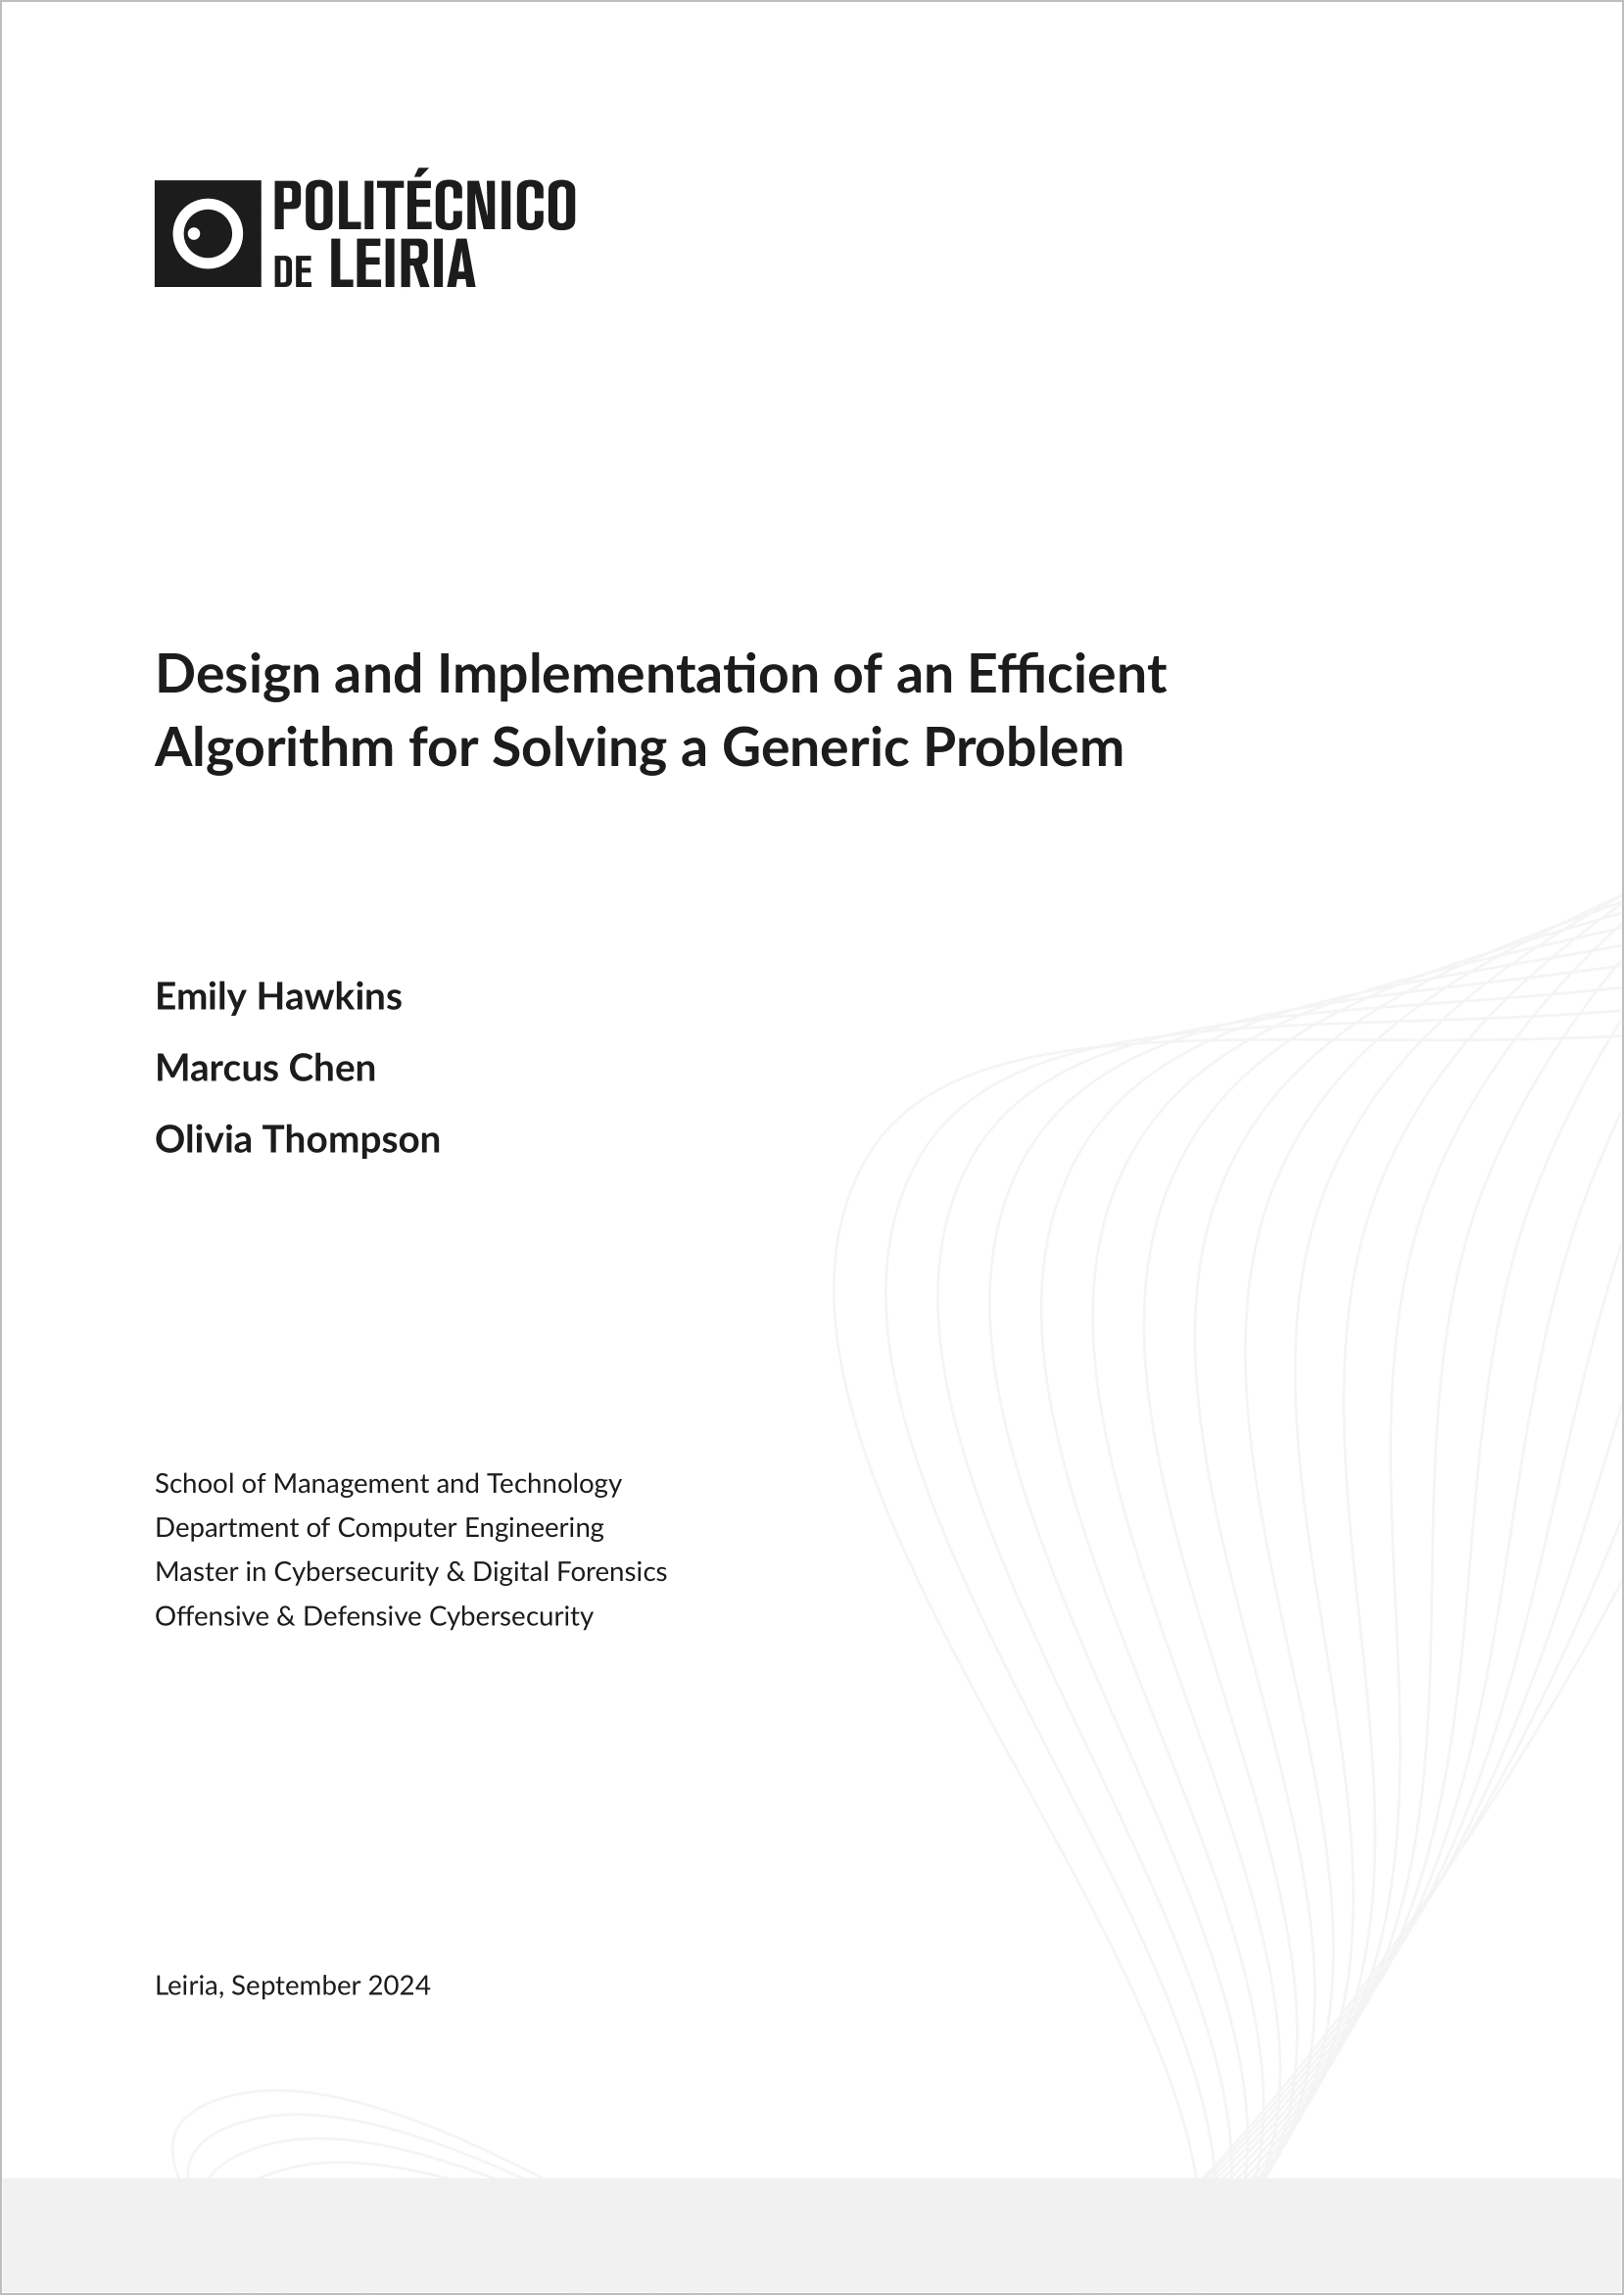 POLITÉCNICO
DE LEIRIA
Design and Implementation of an Efficient
Algorithm for Solving a Generic Problem
Emily Hawkins
Marcus Chen
Olivia Thompson
School of Management and Technology
Department of Computer Engineering
Master in Cybersecurity & Digital Forensics
Offensive & Defensive Cybersecurity
Leiria, September 2024